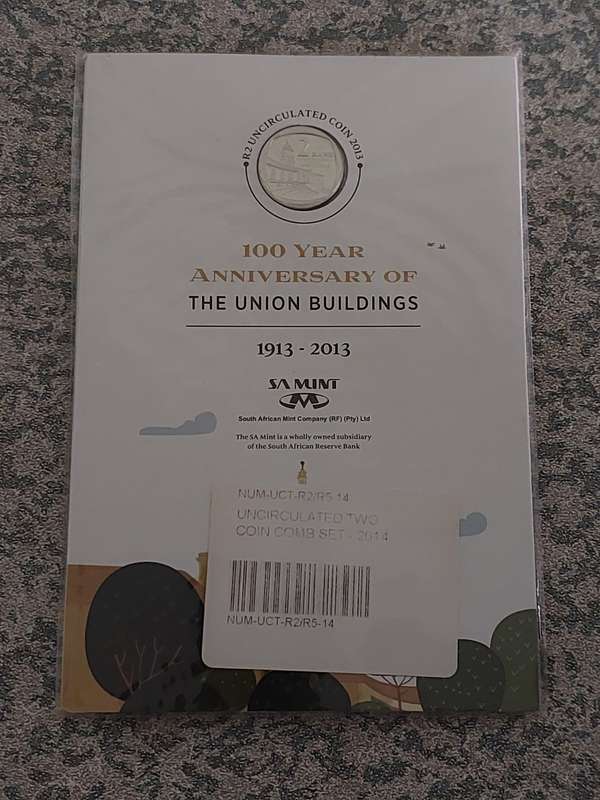 R2 UNCIRCULATED COIN 2013
2
RAND
100 YEAR
ANNIVERSARY OF
THE UNION BUILDINGS
1913 - 2013
SA MINT
South African Mint Company (RF) (Pty) Ltd
The SA Mint is a wholly owned subsidiary
of the South African Reserve Bank
NUM-UCT-R2/R5-14
UNCIRCULATED TWO
COIN COMB SET - 2014
NUM-UCT-R2/R5-14